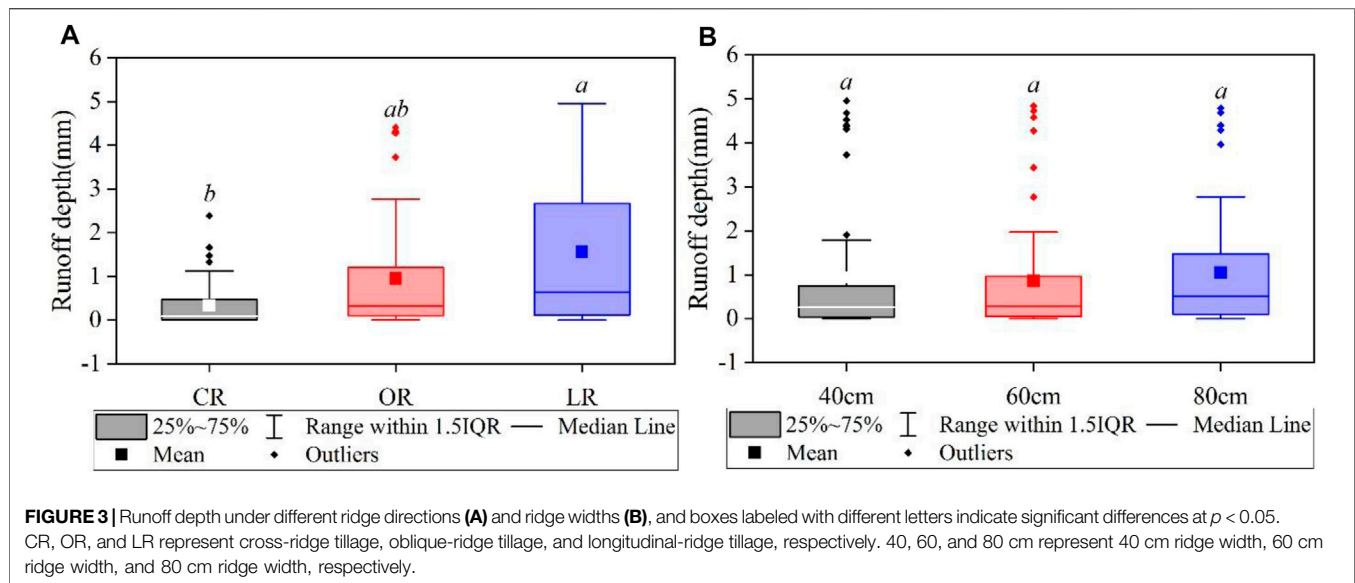 A
B
6
5
4
3
2
1
0
-1
Runoff depth(mm)
b
ab
a
CR OR LR
25%~75% Range within 1.5IQR Median Line
Mean Outliers
6
5
4
3
2
1
0
-1
Runoff depth(mm)
a
a
a
40cm 60cm 80cm
25%~75% Range within 1.5IQR Median Line
Mean Outliers
FIGURE 3 | Runoff depth under different ridge directions (A) and ridge widths (B), and boxes labeled with different letters indicate significant differences at p < 0.05.
CR, OR, and LR represent cross-ridge tillage, oblique-ridge tillage, and longitudinal-ridge tillage, respectively. 40, 60, and 80 cm represent 40 cm ridge width, 60 cm
ridge width, and 80 cm ridge width, respectively.